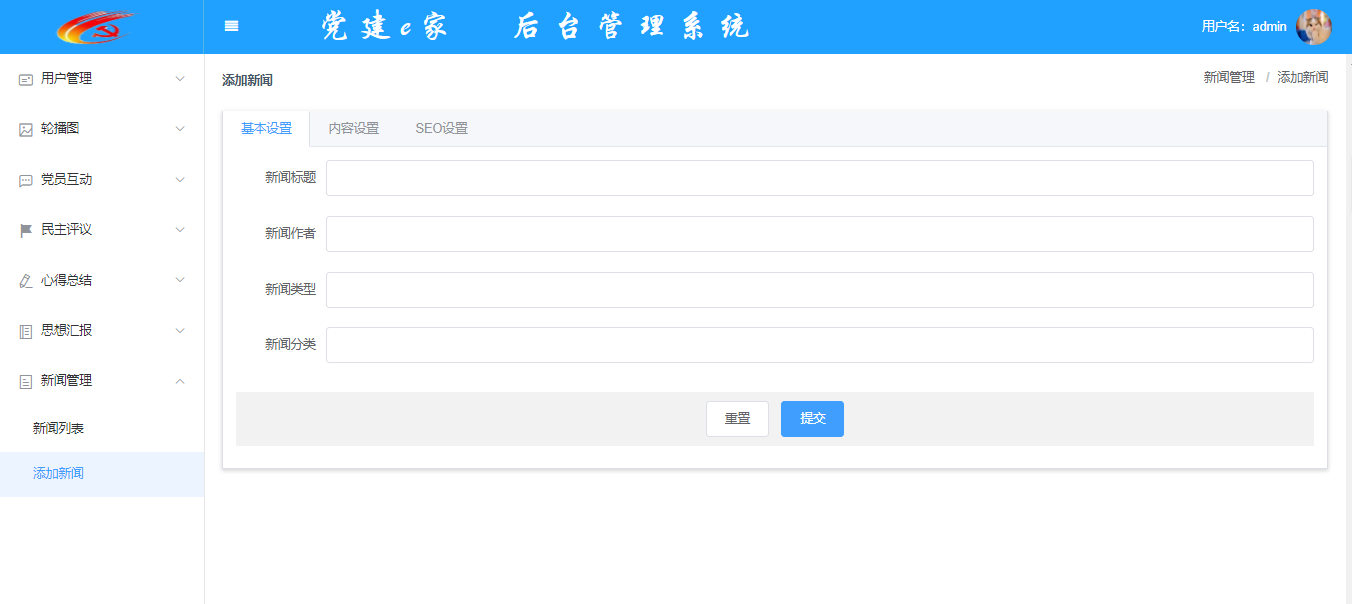 党建e家 后台管理系统
用户名：admin
用户管理
轮播图
党员互动
民主评议
心得总结
思想汇报
新闻管理
新闻列表
添加新闻
添加新闻
新闻管理 / 添加新闻
基本设置 内容设置 SEO设置
新闻标题
新闻作者
新闻类型
新闻分类
重置 提交